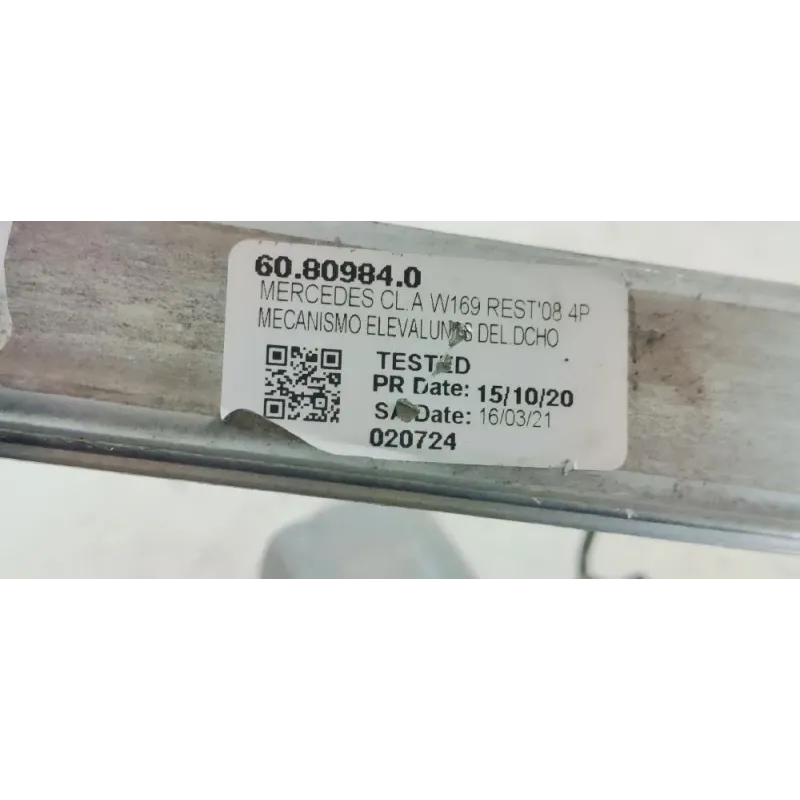 60.80984.0
MERCEDES CL.A W169 REST'08 4P
MECANISMO ELEVALUNAS DEL.DCHO
TESTED
PR Date: 15/10/20
SA Date: 16/03/21
020724